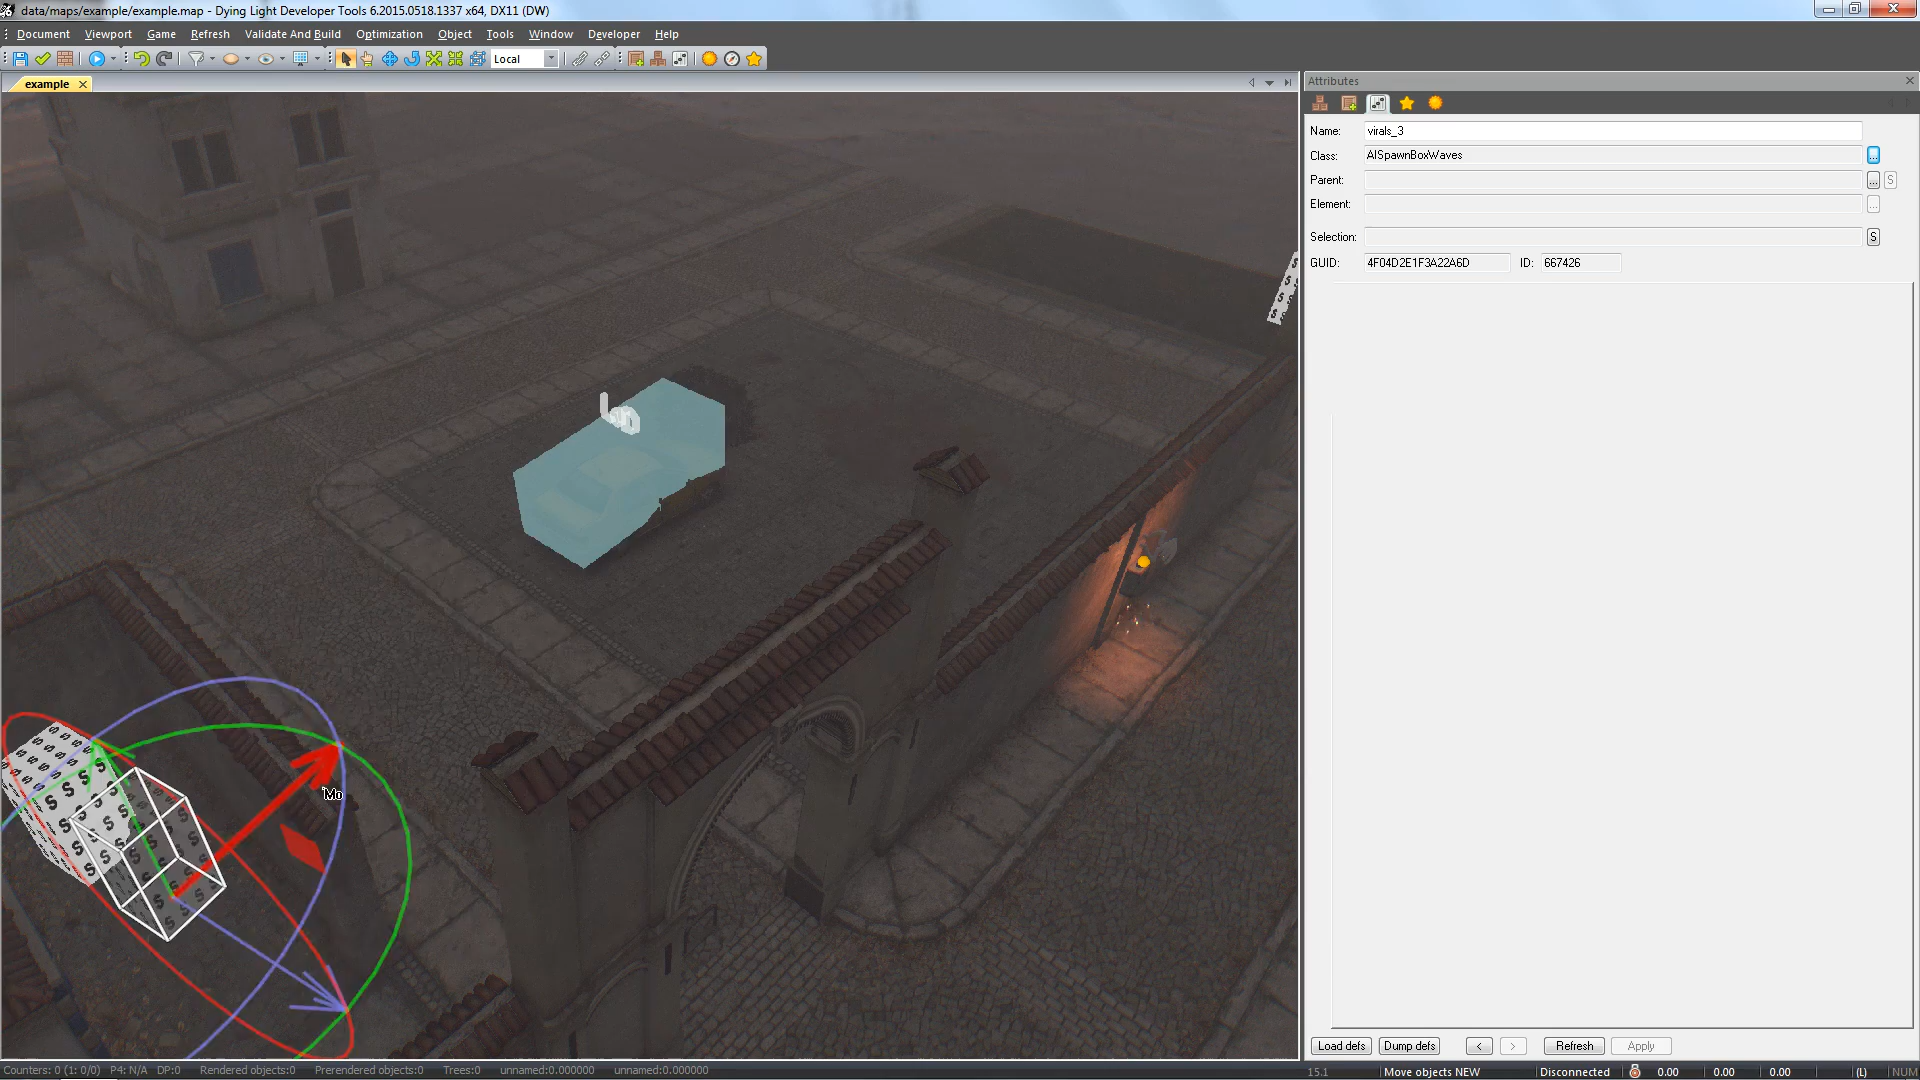 data/maps/example/example.map - Dying Light Developer Tools 6.2015.0518.1337 x64, DX11 (DW)
Document Viewport Game Refresh Validate And Build Optimization Object Tools Window Developer Help
Local
example
Attributes
Name: virals_3
Class: AISpawnBoxWaves ...
Parent: ... S
Element: ...
Selection: S
GUID: 4F04D2E1F3A22A6D ID: 667426
Mo
Load defs Dump defs < > Refresh Apply
Counters: 0 (1: 0/0) P4: N/A DP:0 Rendered objects:0 Prerendered objects:0 Trees:0 unnamed:0.000000 unnamed:0.000000 15.1 Move objects NEW Disconnected 0.00 0.00 0.00 (L) NUM